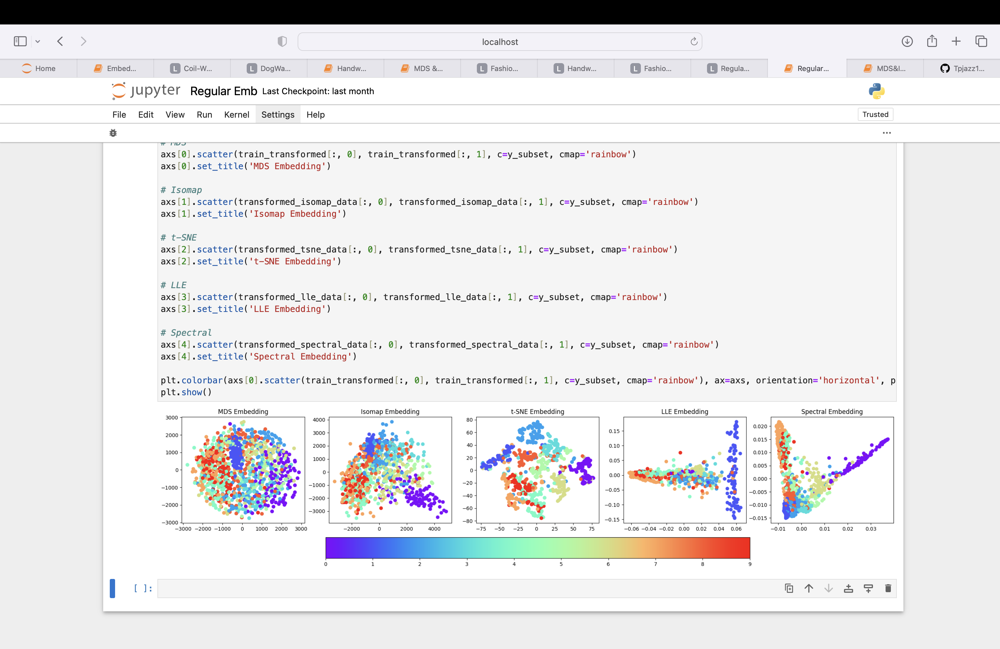 localhost
Home
Embed...
L Coil-W...
L DogWa...
Handw...
MDS &...
L Fashio...
L Handw...
L Fashio...
L Regula...
Regular...
MDS&I...
Tpjazz1...
jupyter Regular Emb Last Checkpoint: last month
File Edit View Run Kernel Settings Help
Trusted
# MDS
axs[0].scatter(train_transformed[:, 0], train_transformed[:, 1], c=y_subset, cmap='rainbow')
axs[0].set_title('MDS Embedding')
# Isomap
axs[1].scatter(transformed_isomap_data[:, 0], transformed_isomap_data[:, 1], c=y_subset, cmap='rainbow')
axs[1].set_title('Isomap Embedding')
# t-SNE
axs[2].scatter(transformed_tsne_data[:, 0], transformed_tsne_data[:, 1], c=y_subset, cmap='rainbow')
axs[2].set_title('t-SNE Embedding')
# LLE
axs[3].scatter(transformed_lle_data[:, 0], transformed_lle_data[:, 1], c=y_subset, cmap='rainbow')
axs[3].set_title('LLE Embedding')
# Spectral
axs[4].scatter(transformed_spectral_data[:, 0], transformed_spectral_data[:, 1], c=y_subset, cmap='rainbow')
axs[4].set_title('Spectral Embedding')
plt.colorbar(axs[0].scatter(train_transformed[:, 0], train_transformed[:, 1], c=y_subset, cmap='rainbow'), ax=axs, orientation='horizontal', p
plt.show()
MDS Embedding
3000
2000
1000
0
−1000
−2000
−3000
−3000 −2000 −1000 0 1000 2000 3000
Isomap Embedding
4000
3000
2000
1000
0
−1000
−2000
−3000
−2000 0 2000 4000
t-SNE Embedding
80
60
40
20
0
−20
−40
−60
−80
−75 −50 −25 0 25 50 75
LLE Embedding
0.15
0.10
0.05
0.00
−0.05
−0.10
−0.15
−0.06 −0.04 −0.02 0.00 0.02 0.04 0.06
Spectral Embedding
0.020
0.015
0.010
0.005
0.000
−0.005
−0.010
−0.015
−0.01 0.00 0.01 0.02 0.03
0 1 2 3 4 5 6 7 8 9
[ ]: